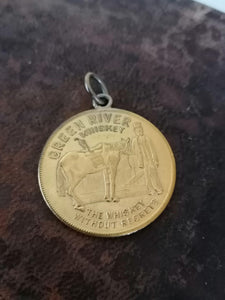 GREEN RIVER
WHISKEY
THE WHISKEY
WITHOUT REGRETS